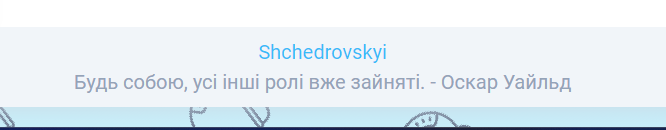 Shchedrovskyi
Будь собою, усі інші ролі вже зайняті. - Оскар Уайльд